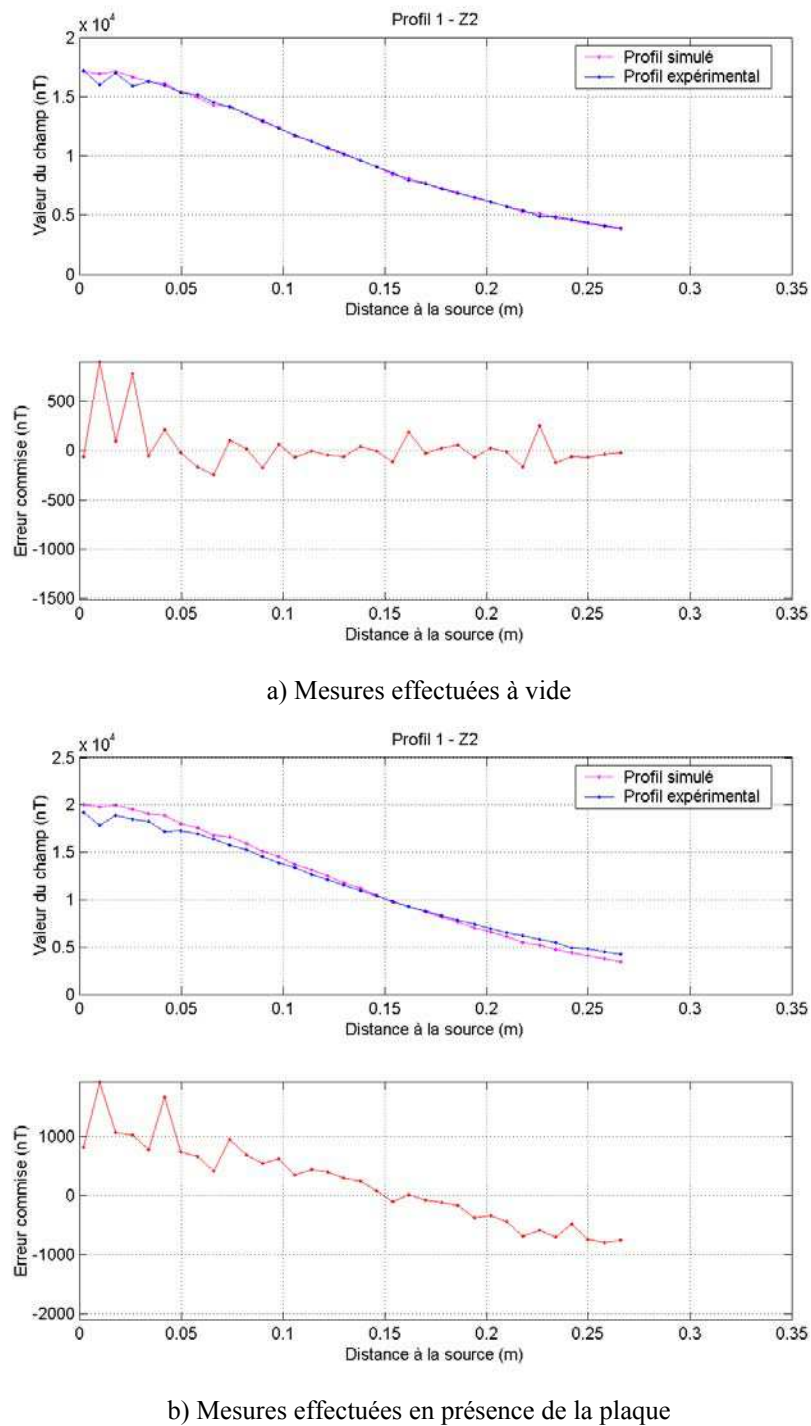 Profil 1 - Z2
x 10⁴
Profil simulé
Profil expérimental
Valeur du champ (nT)
2
1.5
1
0.5
0
0 0.05 0.1 0.15 0.2 0.25 0.3 0.35
Distance à la source (m)
Erreur commise (nT)
500
0
-500
-1000
-1500
0 0.05 0.1 0.15 0.2 0.25 0.3 0.35
Distance à la source (m)
a) Mesures effectuées à vide
Profil 1 - Z2
x 10⁴
Profil simulé
Profil expérimental
Valeur du champ (nT)
2.5
2
1.5
1
0.5
0
0 0.05 0.1 0.15 0.2 0.25 0.3 0.35
Distance à la source (m)
Erreur commise (nT)
1000
0
-1000
-2000
0 0.05 0.1 0.15 0.2 0.25 0.3 0.35
Distance à la source (m)
b) Mesures effectuées en présence de la plaque